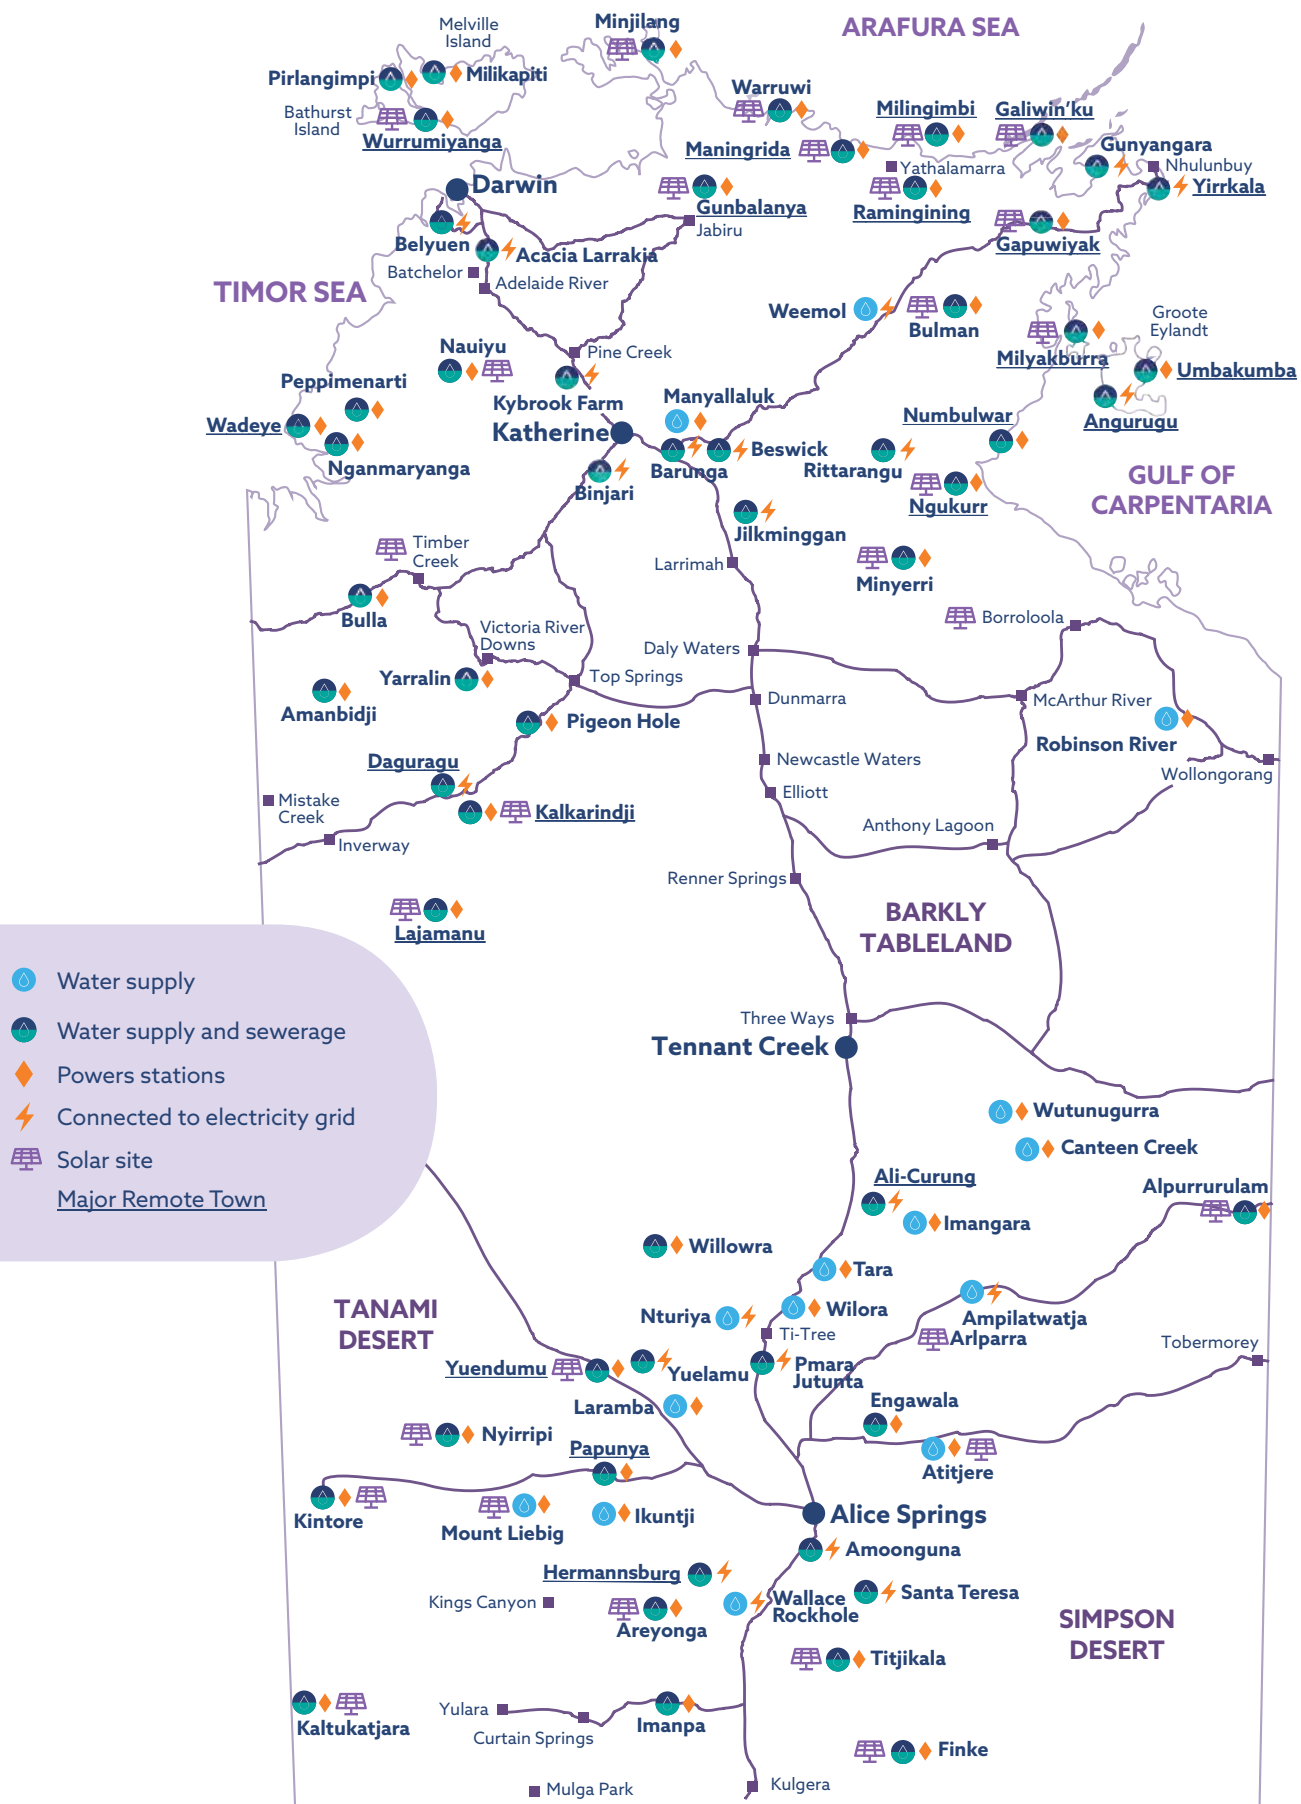 Melville
Island
Minjilang
ARAFURA SEA
Pirlangimpi
Milikapiti
Bathurst
Island
Wurrumiyanga
Warruwi
Maningrida
Milingimbi
Galiwin'ku
Gunyangara
Nhulunbuy
Yathalamarra
Yirrkala
Ramingining
Darwin
Gunbalanya
Jabiru
Gapuwiyak
Belyuen
Acacia Larrakia
Batchelor
Adelaide River
TIMOR SEA
Weemol
Bulman
Groote
Eylandt
Milyakburra
Umbakumba
Angurugu
Nauiyu
Pine Creek
Kybrook Farm
Peppimenarti
Wadeye
Nganmaryanga
Manyallaluk
Katherine
Barunga
Beswick
Rittarangu
Numbulwar
Ngukurr
GULF OF
CARPENTARIA
Binjari
Jilkminggan
Timber
Creek
Larrimah
Minyerri
Bulla
Borroloola
Victoria River
Downs
Daly Waters
Yarralin
Top Springs
Amanbidji
Dunmarra
McArthur River
Pigeon Hole
Robinson River
Wollongorang
Daguragu
Newcastle Waters
Mistake
Creek
Elliott
Kalkarindji
Inverway
Anthony Lagoon
Renner Springs
Lajamanu
BARKLY
TABLELAND
Water supply
Water supply and sewerage
Powers stations
Connected to electricity grid
Solar site
Major Remote Town
Three Ways
Tennant Creek
Wutunugurra
Canteen Creek
Ali-Curung
Alpurrurulam
Imangara
Willowra
Tara
TANAMI
DESERT
Nturiya
Wilora
Ti-Tree
Ampilatwatja
Arlparra
Tobermorey
Yuendumu
Yuelamu
Pmara
Jutunta
Laramba
Engawala
Nyirripi
Papunya
Atitjere
Kintore
Mount Liebig
Ikuntji
Alice Springs
Amoonguna
Hermannsburg
Kings Canyon
Wallace
Rockhole
Santa Teresa
Areyonga
SIMPSON
DESERT
Titjikala
Kaltukatjara
Yulara
Curtain Springs
Imanpa
Finke
Mulga Park
Kulgera